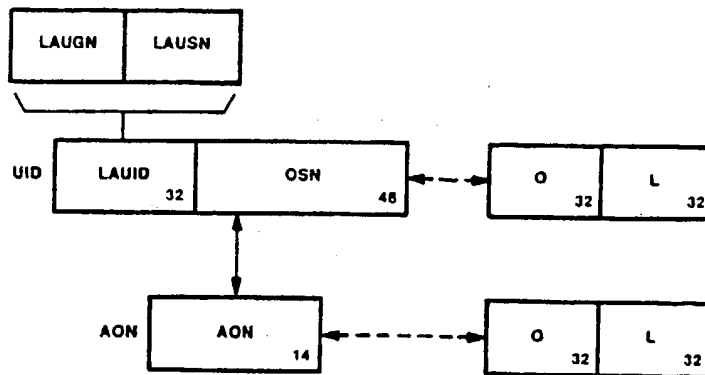 LAUGN LAUSN
UID LAUID 32 OSN 48 O 32 L 32
AON AON 14 O 32 L 32